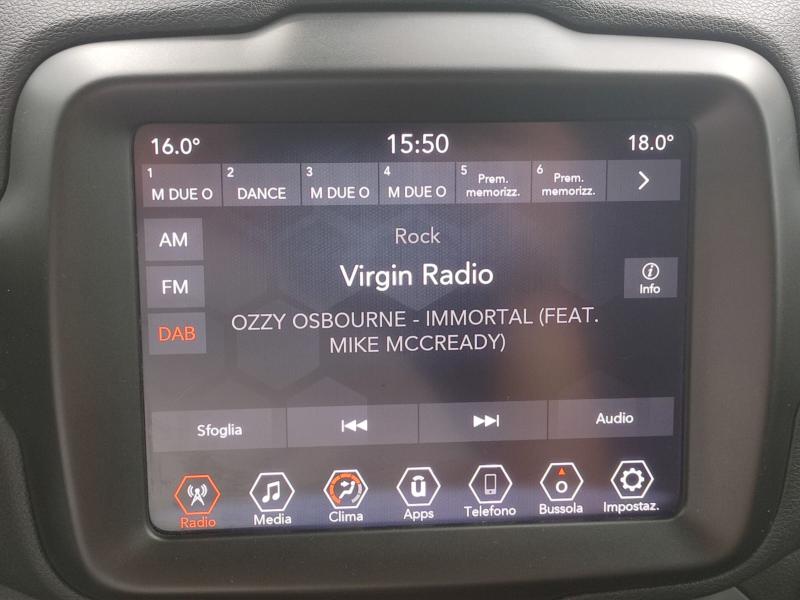 16.0° 15:50 18.0°
1 2 3 4 5 6
M DUE O DANCE M DUE O M DUE O Prem. memorizz. Prem. memorizz.
AM
Rock
FM
Virgin Radio
Info
DAB
OZZY OSBOURNE - IMMORTAL (FEAT.
MIKE MCCREADY)
Sfoglia Audio
Radio Media Clima Apps Telefono Bussola Impostaz.